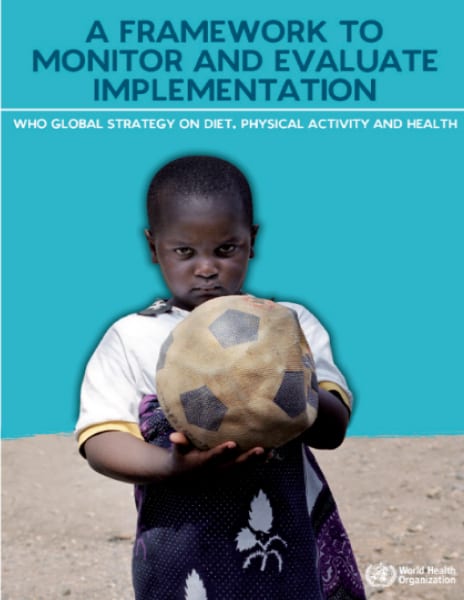 A FRAMEWORK TO
MONITOR AND EVALUATE
IMPLEMENTATION
WHO GLOBAL STRATEGY ON DIET, PHYSICAL ACTIVITY AND HEALTH
World Health
Organization